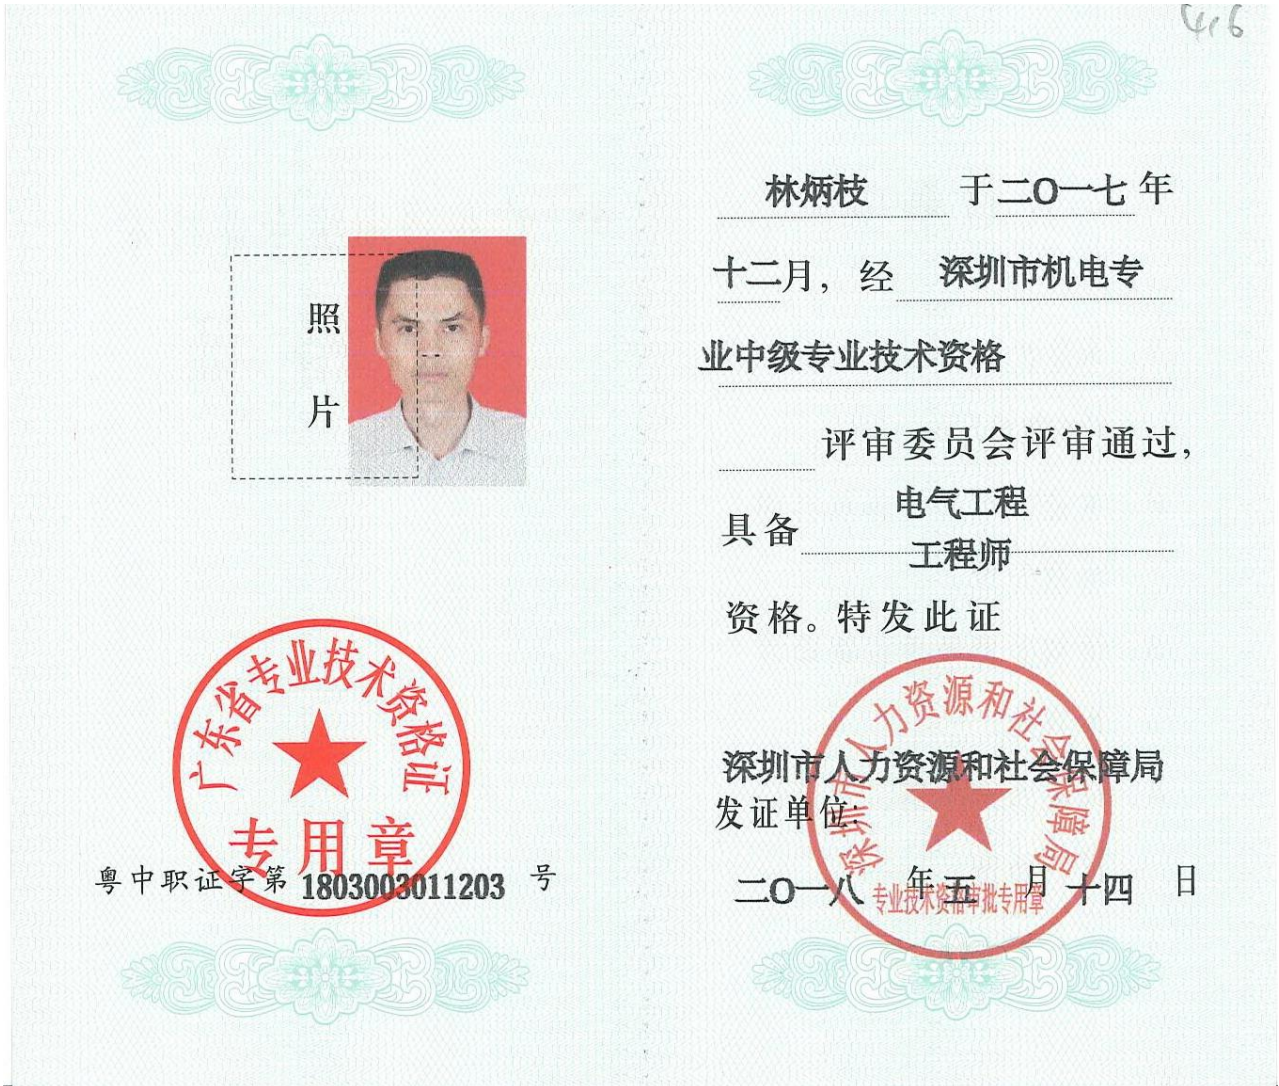 416
照
片
广东省专业技术资格证
专用章
粤中职证字第 1803003011203 号
林炳枝 于二O一七年
十二月，经 深圳市机电专
业中级专业技术资格
评审委员会评审通过，
具备 电气工程
工程师
资格。特发此证
深圳市人力资源和社会保障局
深圳市人力资源和社会保障局
发证单位：
二O一八 年五 月十四 日
专业技术资格审批专用章